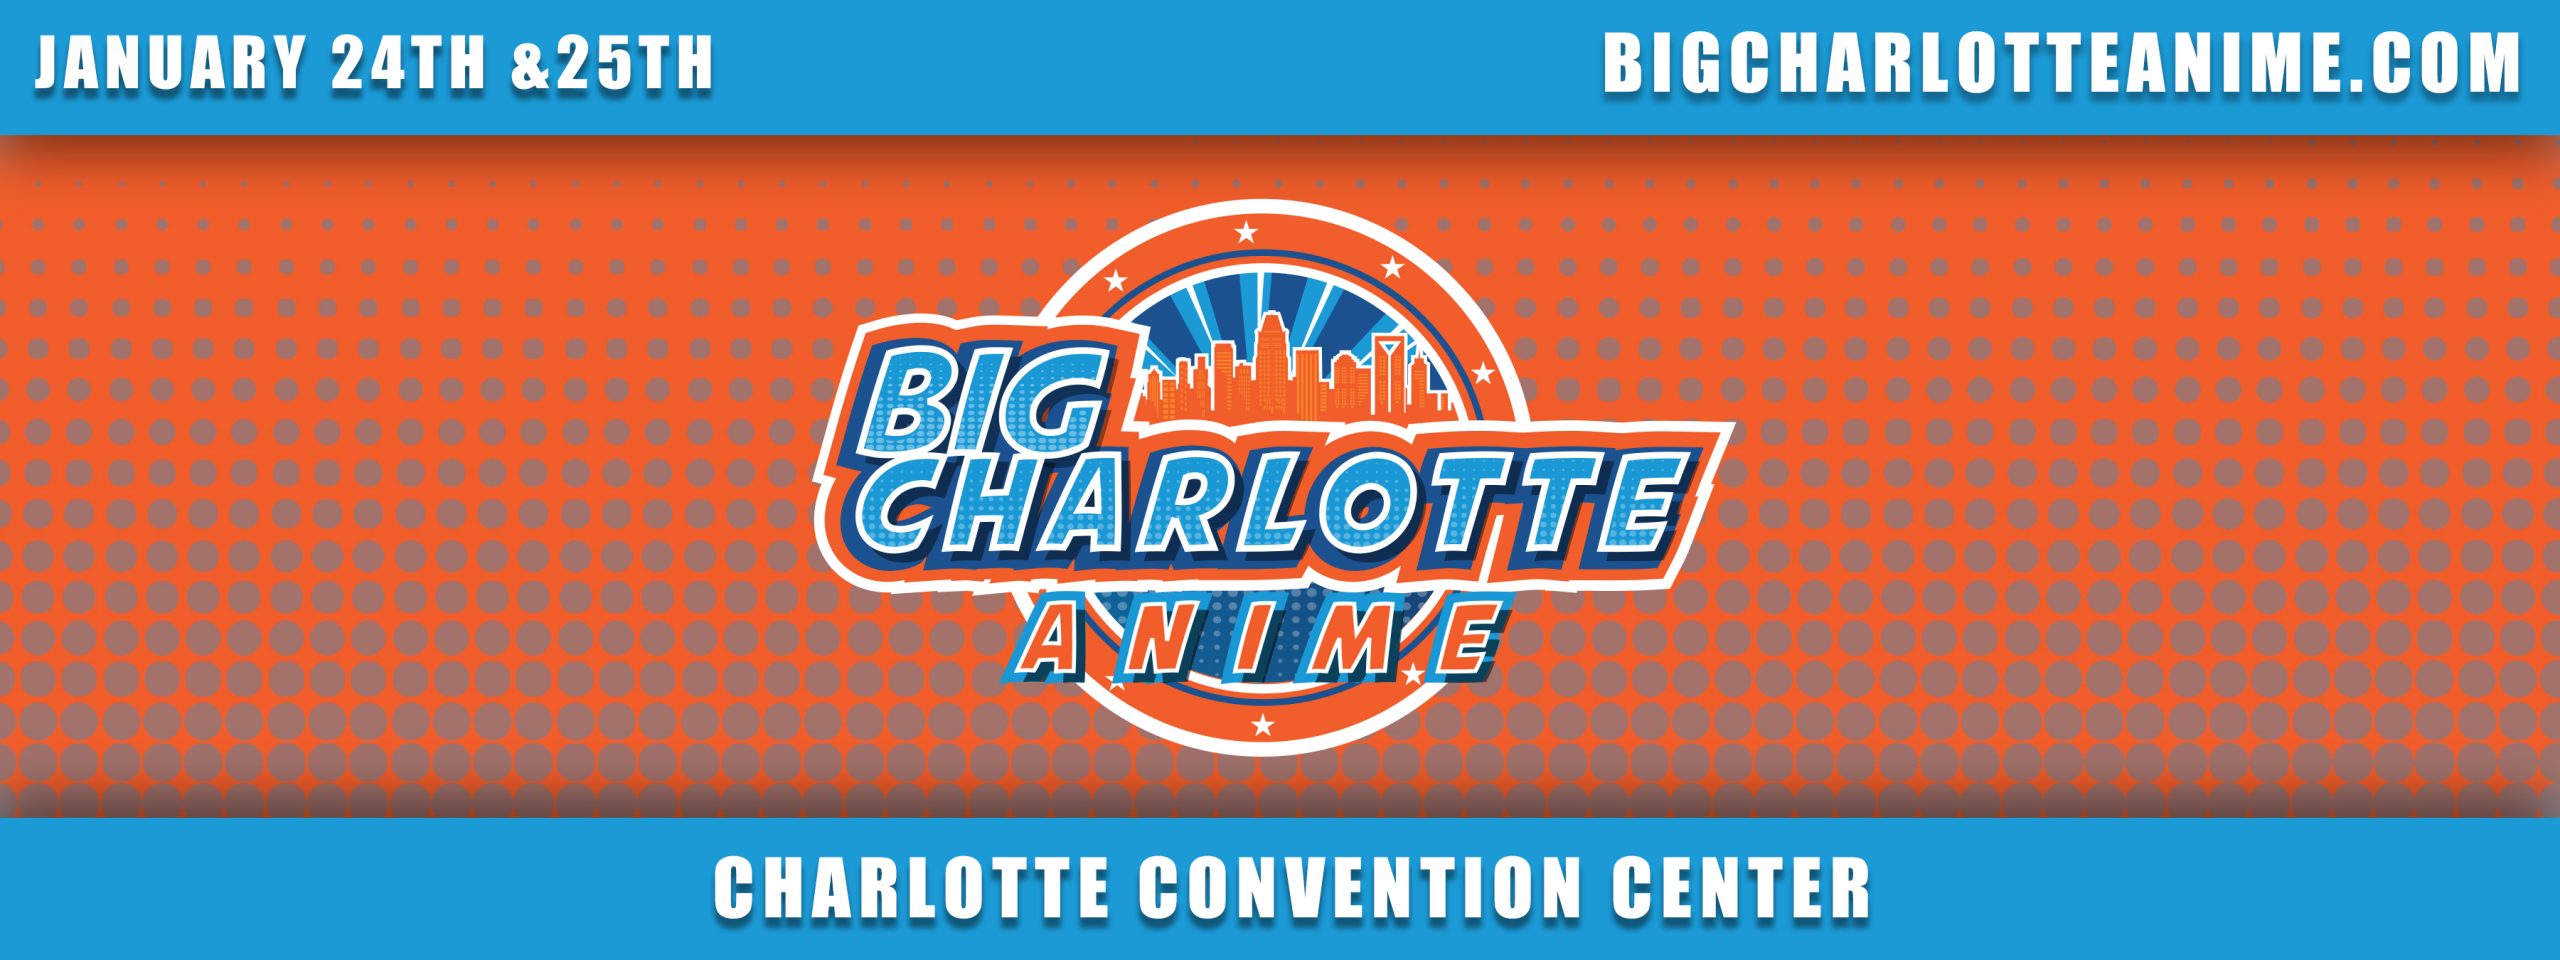 JANUARY 24TH &25TH
BIGCHARLOTTEANIME.COM
BIG
CHARLOTTE
ANIME
CHARLOTTE CONVENTION CENTER